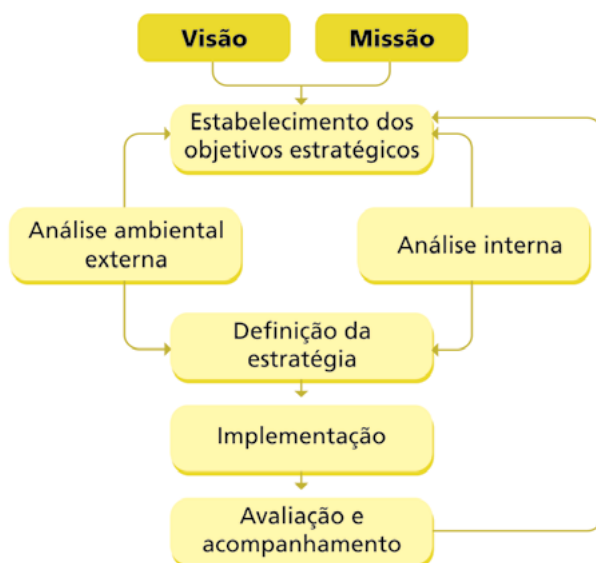 Visão
Missão
Estabelecimento dos
objetivos estratégicos
Análise ambiental
externa
Análise interna
Definição da
estratégia
Implementação
Avaliação e
acompanhamento